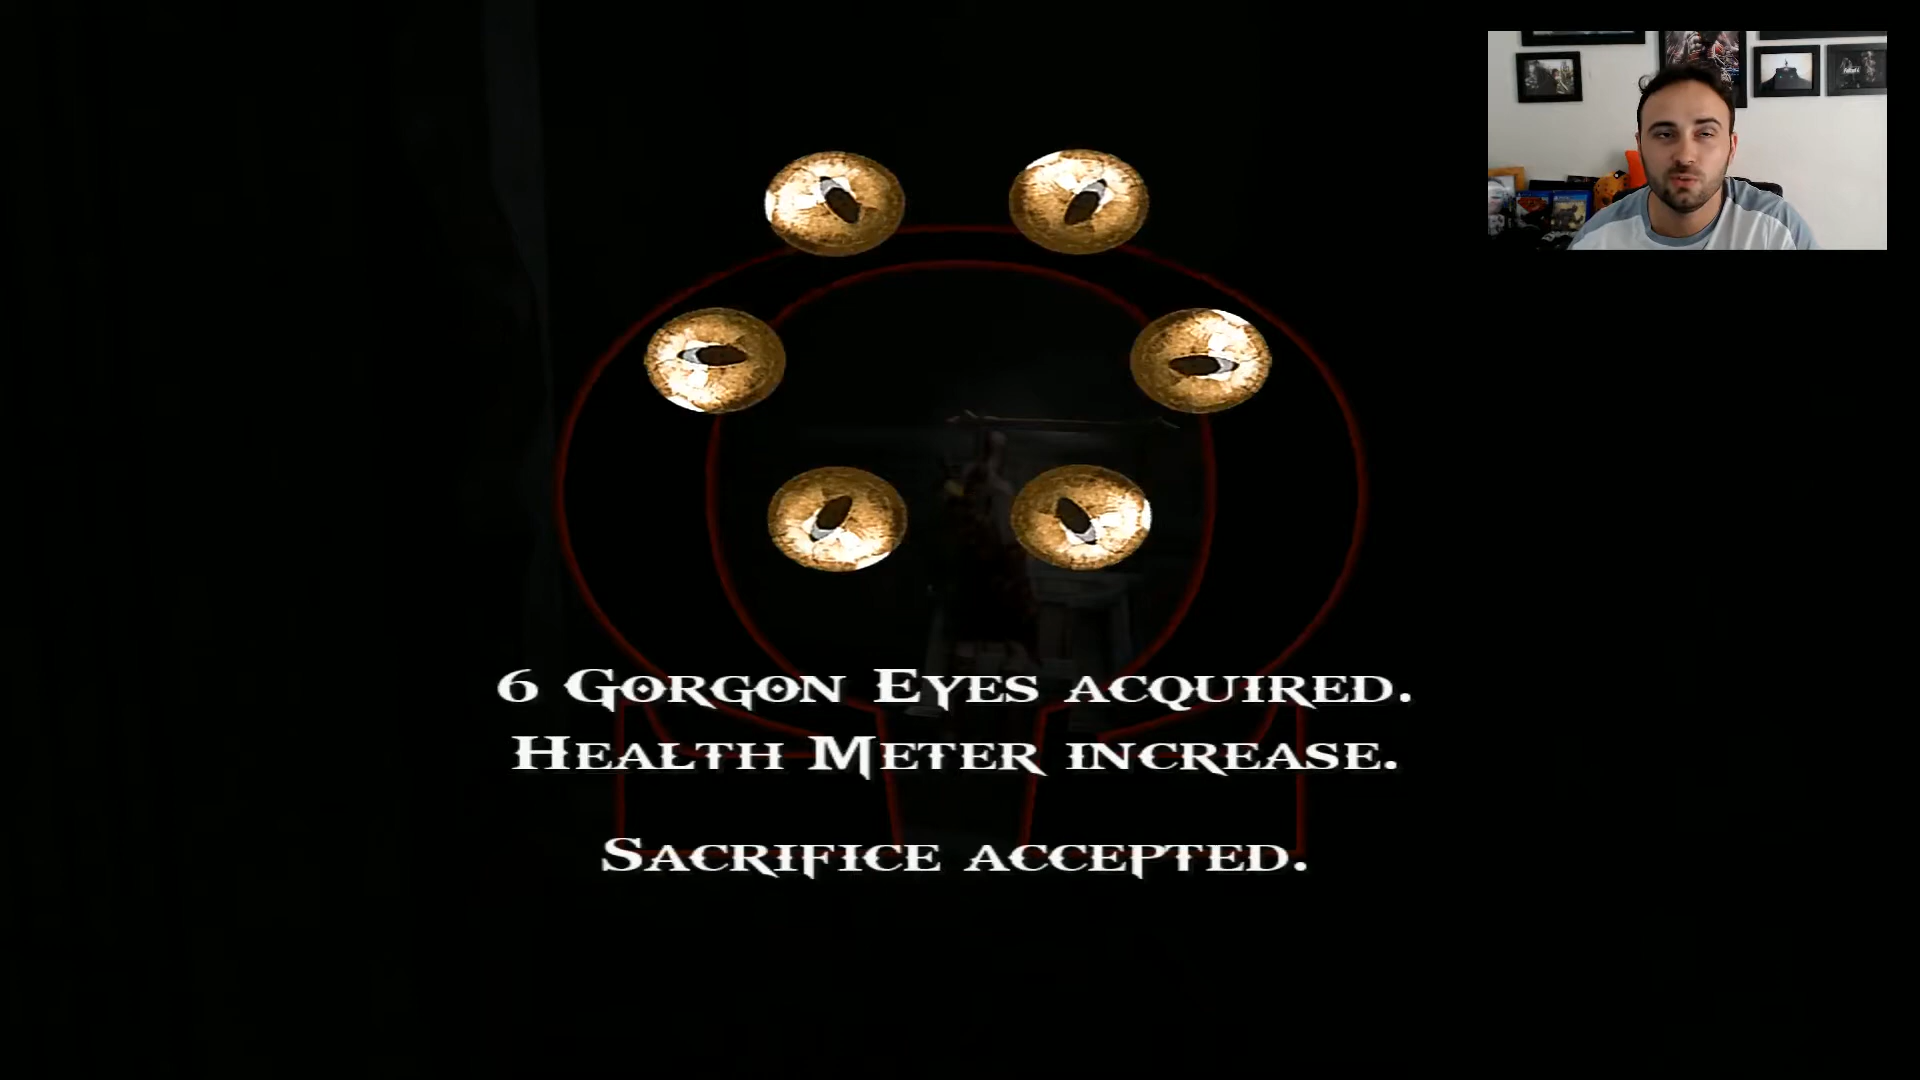 6 Gorgon Eyes acquired.
Health Meter increase.
Sacrifice accepted.